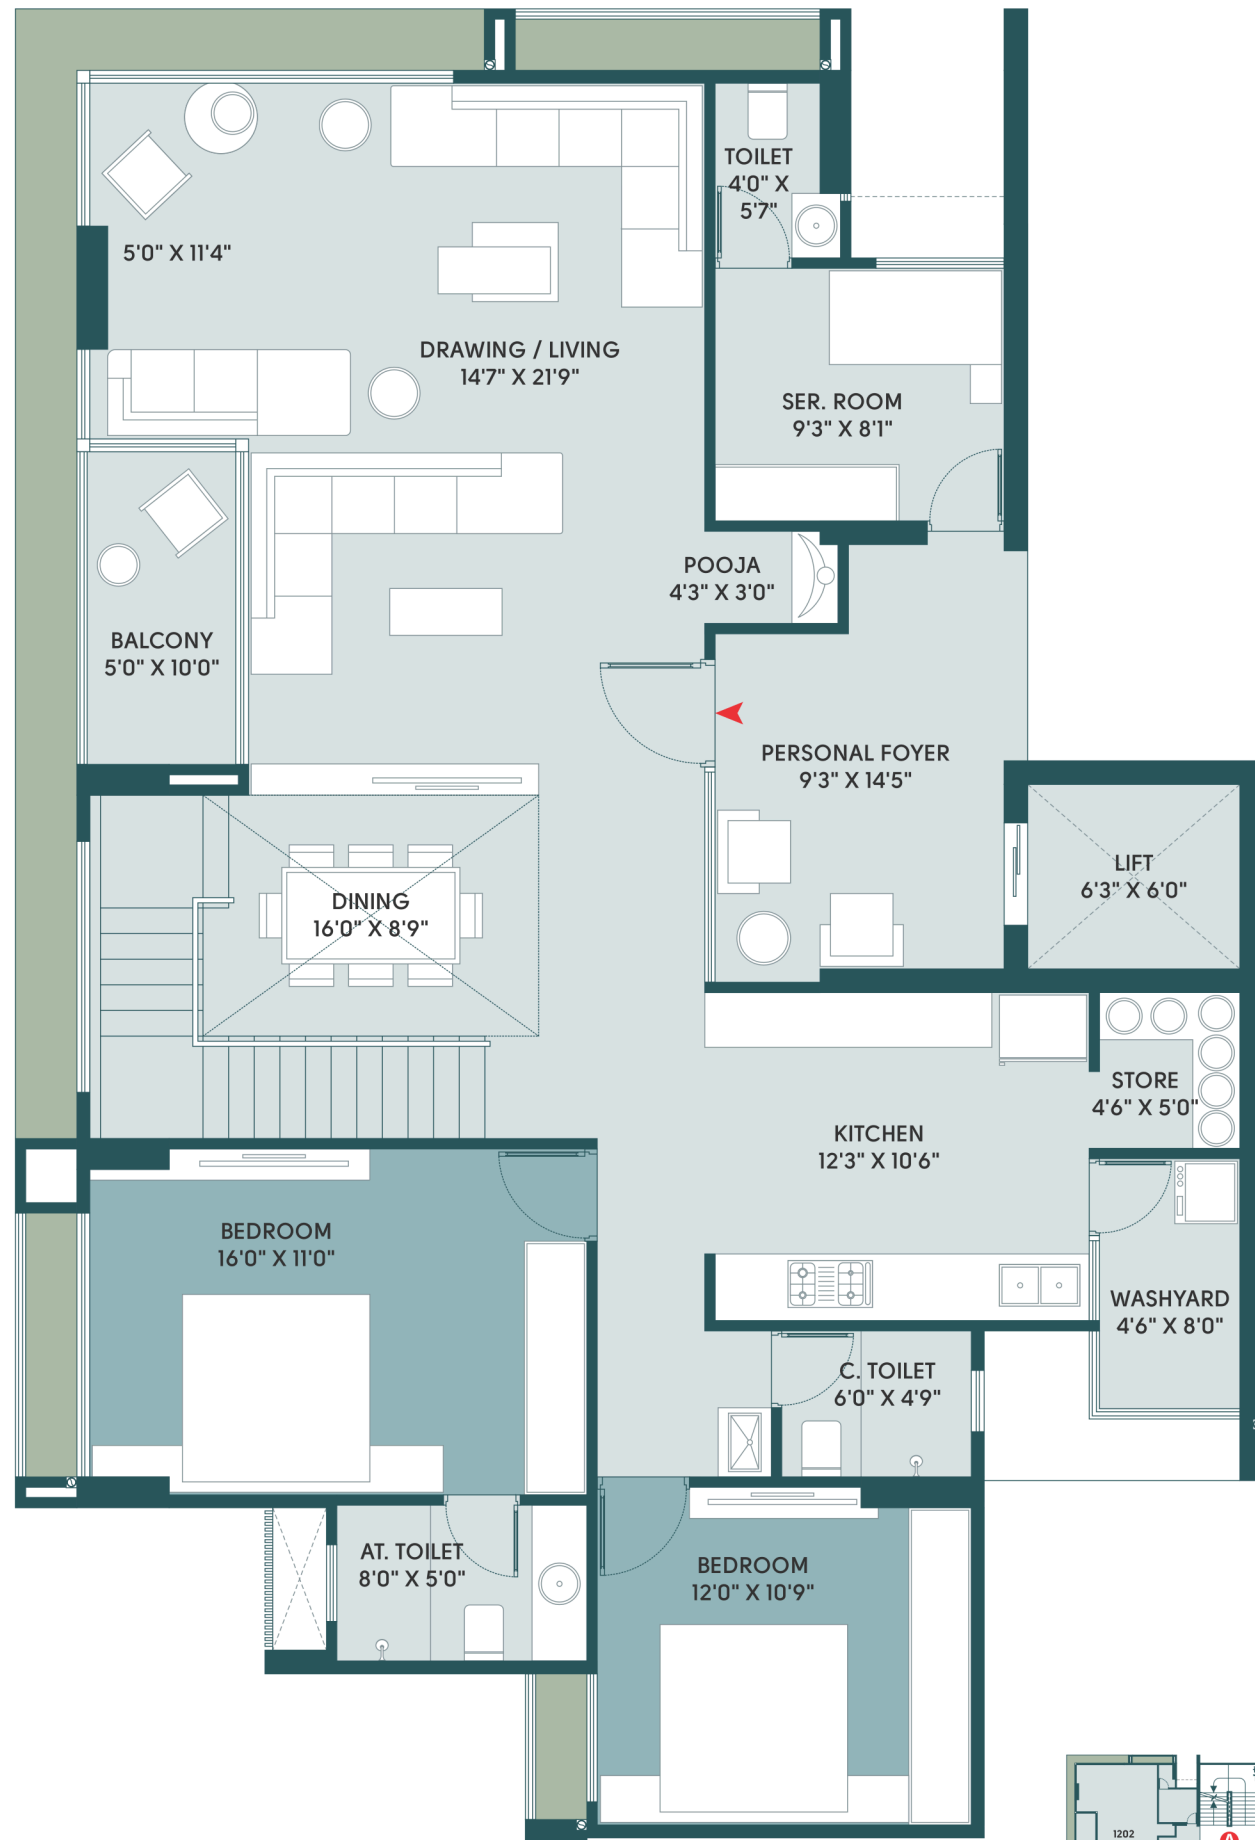 TOILET
4'0" X
5'7"
5'0" X 11'4"
DRAWING / LIVING
14'7" X 21'9"
SER. ROOM
9'3" X 8'1"
POOJA
4'3" X 3'0"
BALCONY
5'0" X 10'0"
PERSONAL FOYER
9'3" X 14'5"
LIFT
6'3" X 6'0"
DINING
16'0" X 8'9"
STORE
4'6" X 5'0"
KITCHEN
12'3" X 10'6"
BEDROOM
16'0" X 11'0"
WASHYARD
4'6" X 8'0"
C. TOILET
6'0" X 4'9"
AT. TOILET
8'0" X 5'0"
BEDROOM
12'0" X 10'9"
1202
A